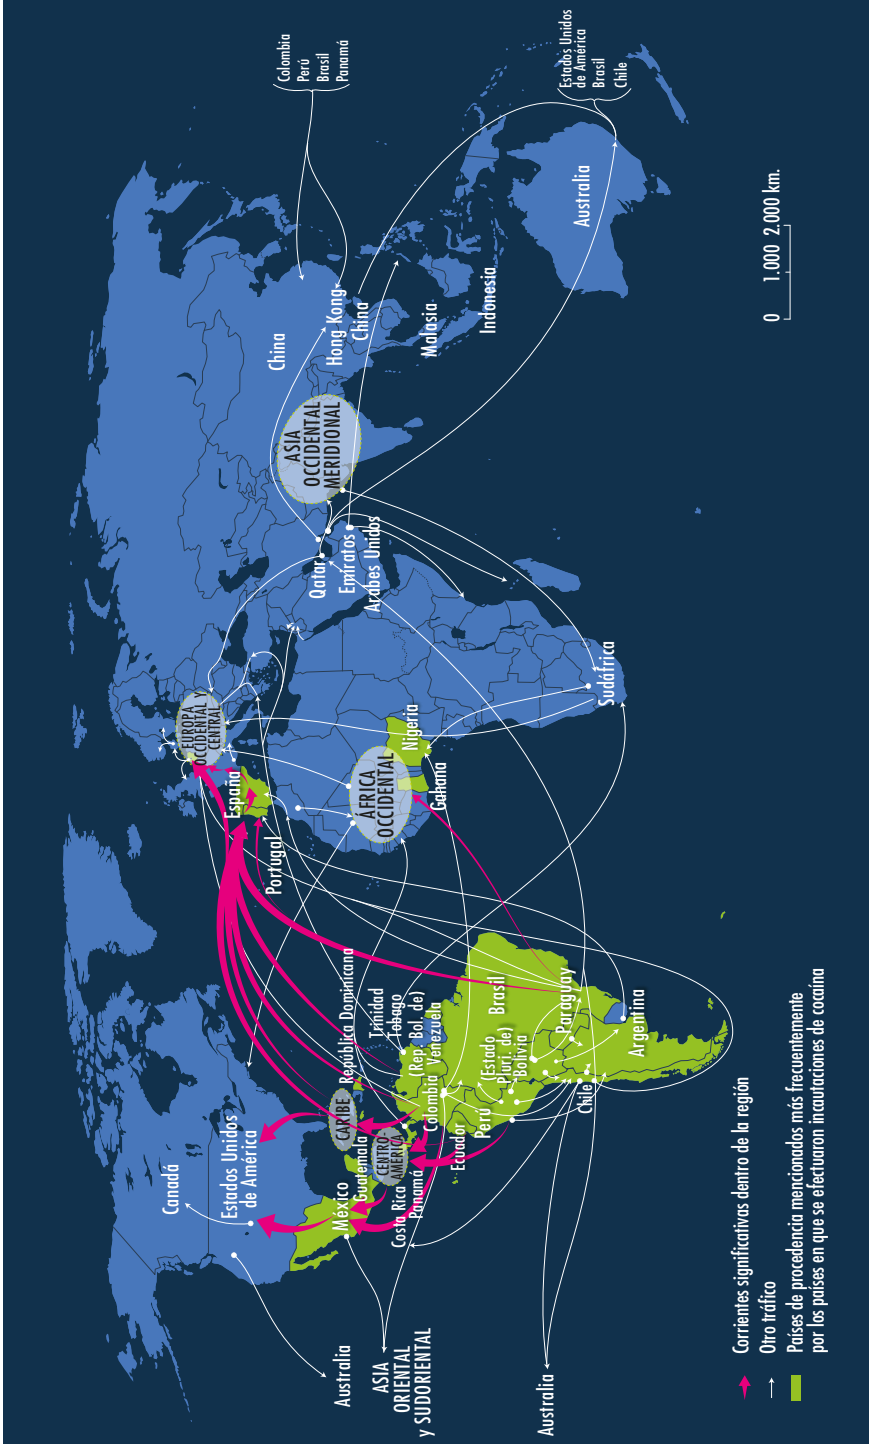 Canadá
Estados Unidos
de América
México
Guatemala
CARIBE
República Dominicana
CENTRO
AMÉRICA
Costa Rica
Panamá
Trinidad
Tobago
(Rep. Bol. de)
Venezuela
Colombia
Ecuador
Perú
Brasil
(Estado
Pluri. de)
Bolivia
Paraguay
Chile
Argentina
Australia
ASIA
ORIENTAL
y SUDORIENTAL
Australia
EUROPA
OCCIDENTAL Y
CENTRAL
España
Portugal
ÁFRICA
OCCIDENTAL
Nigeria
Gahana
Sudáfrica
Qatar
Emiratos
Árabes Unidos
ASIA
OCCIDENTAL
MERIDIONAL
China
Hong Kong
China
Malasia
Indonesia
Australia
Colombia
Perú
Brasil
Panamá
Estados Unidos
de América
Brasil
Chile
0 1.000 2.000 km.
Corrientes significativas dentro de la región
Otro tráfico
Países de procedencia mencionados más frecuentemente
por los países en que se efectuaron incautaciones de cocaína